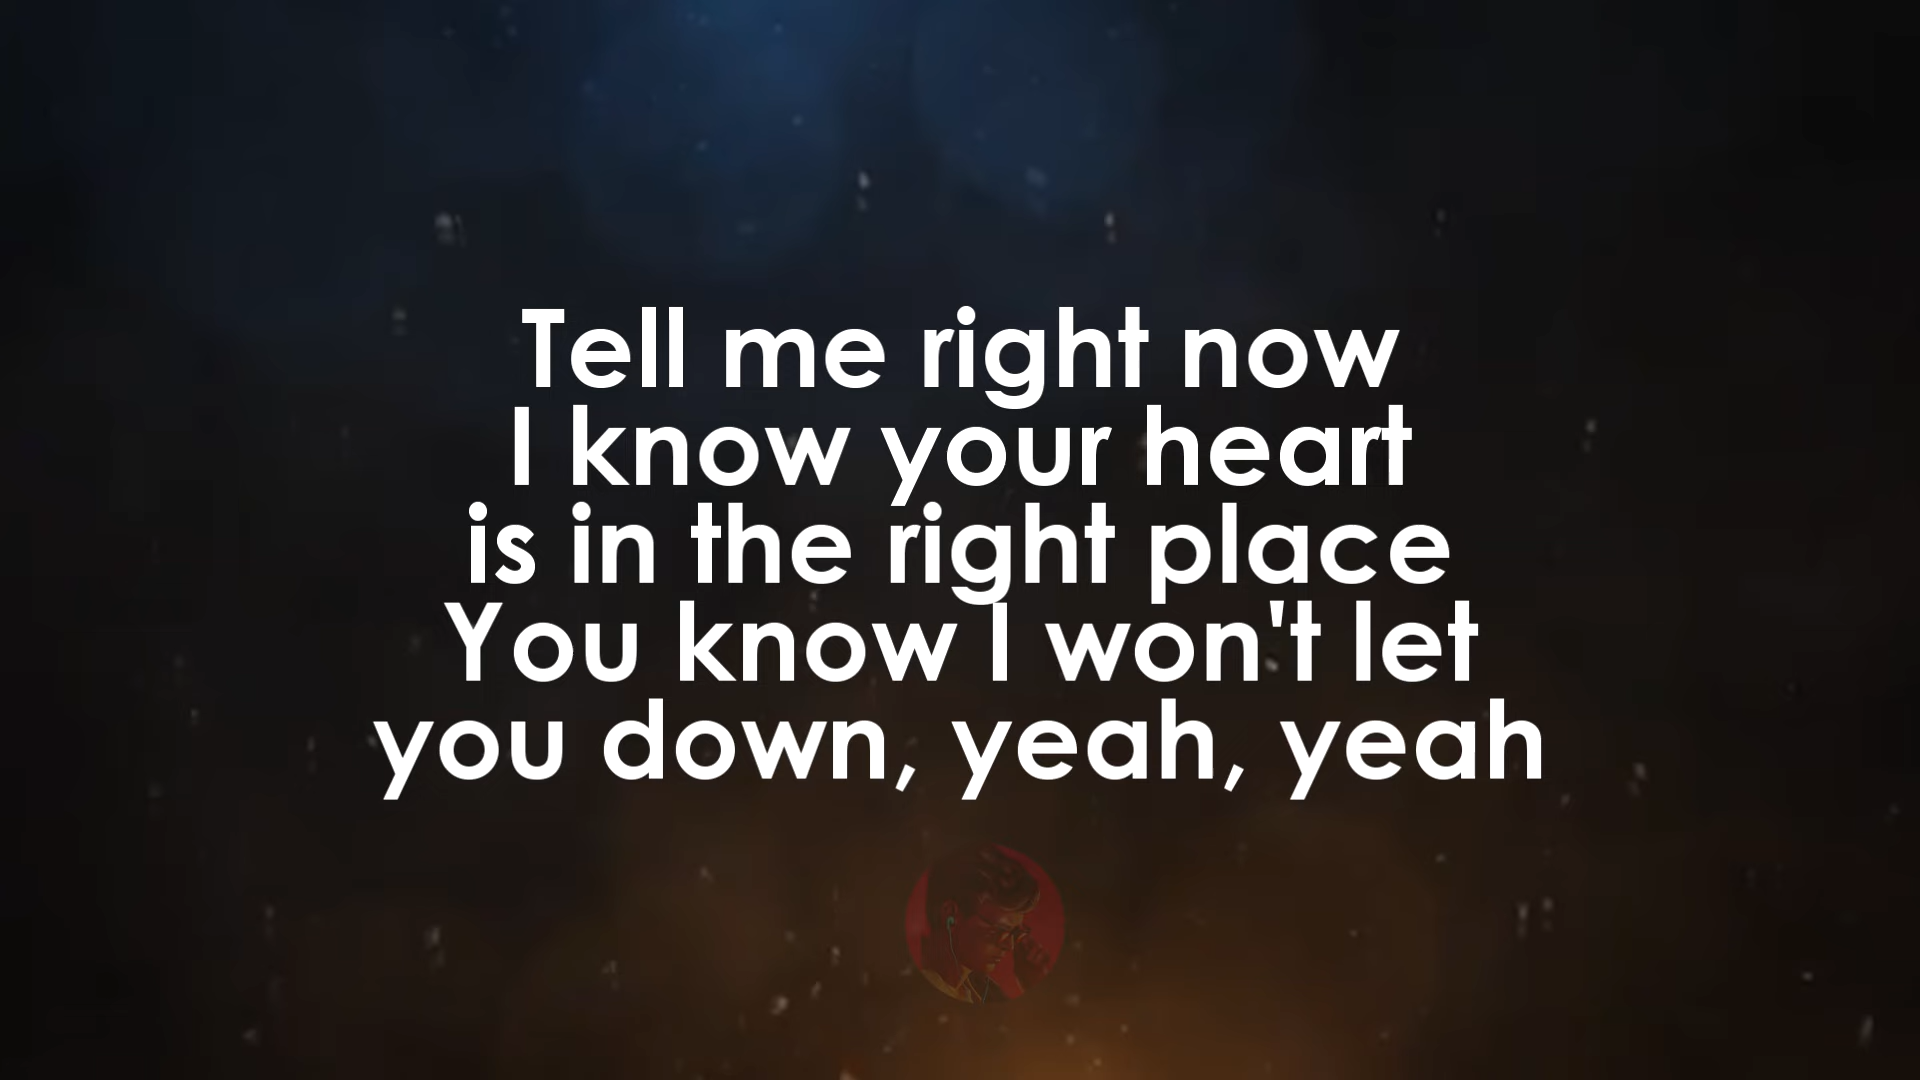 Tell me right now
I know your heart
is in the right place
You know I won't let
you down, yeah, yeah